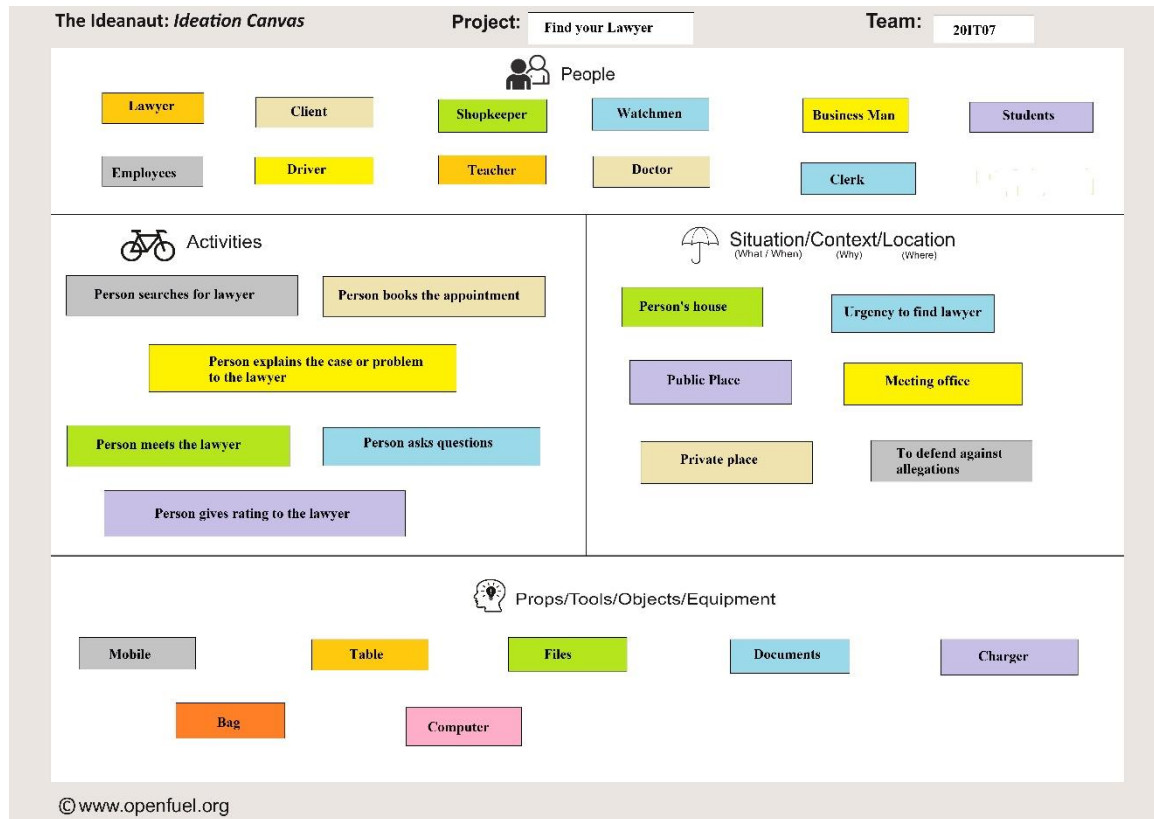 The Ideanaut: Ideation Canvas Project: Find your Lawyer Team: 20IT07
People
Lawyer Client Shopkeeper Watchmen Business Man Students
Employees Driver Teacher Doctor Clerk
Activities
Person searches for lawyer Person books the appointment
Person explains the case or problem
to the lawyer
Person meets the lawyer Person asks questions
Person gives rating to the lawyer
Situation/Context/Location
(What / When) (Why) (Where)
Person's house Urgency to find lawyer
Public Place Meeting office
Private place To defend against
allegations
Props/Tools/Objects/Equipment
Mobile Table Files Documents Charger
Bag Computer
© www.openfuel.org